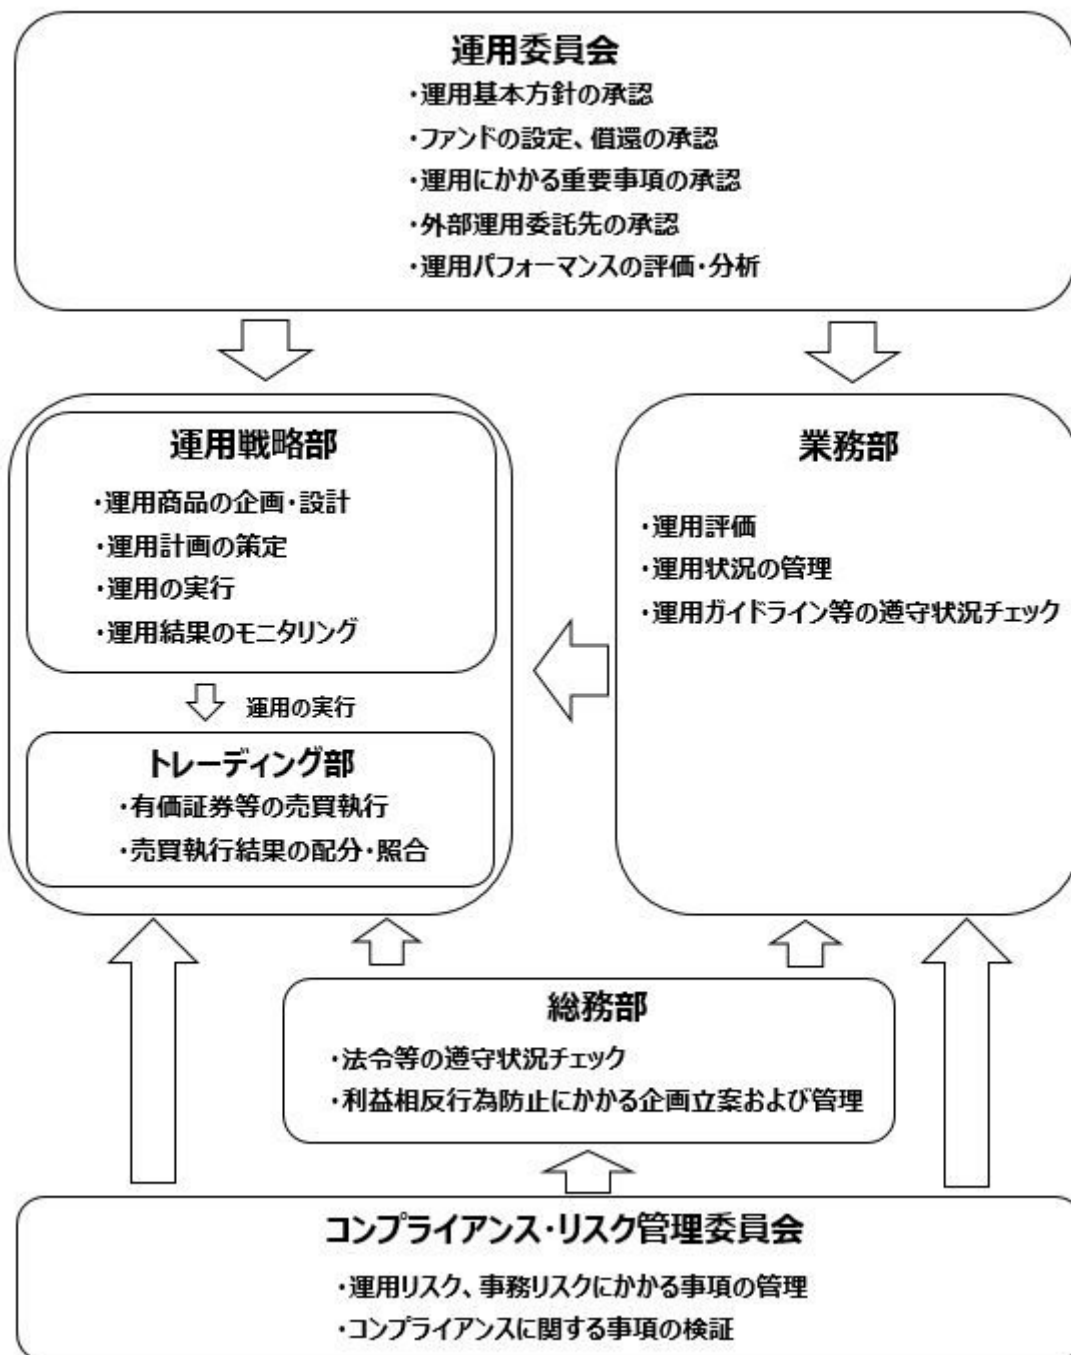 運用委員会
・運用基本方針の承認
・ファンドの設定、償還の承認
・運用にかかる重要事項の承認
・外部運用委託先の承認
・運用パフォーマンスの評価・分析
運用戦略部
・運用商品の企画・設計
・運用計画の策定
・運用の実行
・運用結果のモニタリング
運用の実行
トレーディング部
・有価証券等の売買執行
・売買執行結果の配分・照合
業務部
・運用評価
・運用状況の管理
・運用ガイドライン等の遵守状況チェック
総務部
・法令等の遵守状況チェック
・利益相反行為防止にかかる企画立案および管理
コンプライアンス・リスク管理委員会
・運用リスク、事務リスクにかかる事項の管理
・コンプライアンスに関する事項の検証